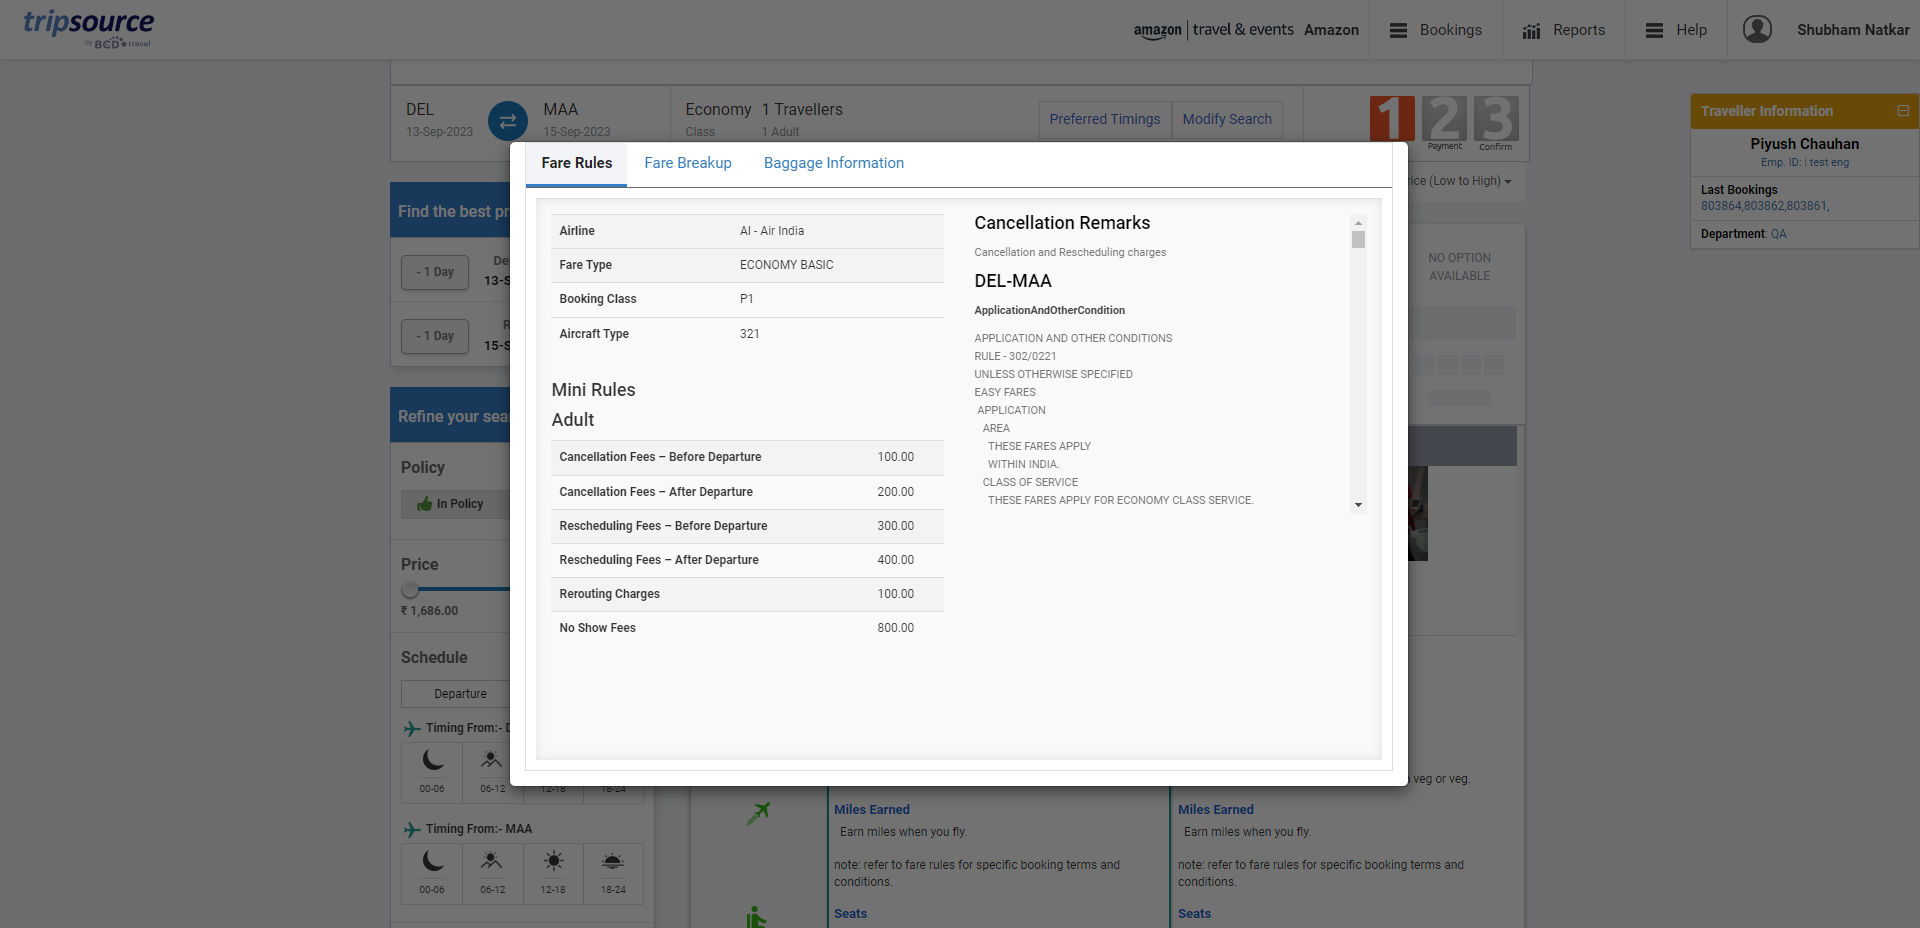 tripsource
by BCD travel
amazon | travel & events Amazon
Bookings
Reports
Help
Shubham Natkar
DEL
13-Sep-2023
MAA
15-Sep-2023
Economy
Class
1 Travellers
1 Adult
Preferred Timings
Modify Search
1 2 3
Payment
Confirm
Traveller Information
Piyush Chauhan
Emp. ID: | test eng
Last Bookings
803864,803862,803861,
Department: QA
Find the best
- 1 Day
13-S
- 1 Day
15-S
Refine your
Policy
In Policy
Price
₹ 1,686.00
Schedule
Departure
Timing From:-
00-06
06-12
12-18
18-24
Timing From:- MAA
00-06
06-12
12-18
18-24
Fare Rules
Fare Breakup
Baggage Information
Airline AI - Air India
Fare Type ECONOMY BASIC
Booking Class P1
Aircraft Type 321
Mini Rules
Adult
Cancellation Fees – Before Departure 100.00
Cancellation Fees – After Departure 200.00
Rescheduling Fees – Before Departure 300.00
Rescheduling Fees – After Departure 400.00
Rerouting Charges 100.00
No Show Fees 800.00
Cancellation Remarks
Cancellation and Rescheduling charges
DEL-MAA
ApplicationAndOtherCondition
APPLICATION AND OTHER CONDITIONS
RULE - 302/0221
UNLESS OTHERWISE SPECIFIED
EASY FARES
APPLICATION
AREA
THESE FARES APPLY
WITHIN INDIA.
CLASS OF SERVICE
THESE FARES APPLY FOR ECONOMY CLASS SERVICE.
(Low to High)
NO OPTION
AVAILABLE
veg or veg.
Miles Earned
Earn miles when you fly.
note: refer to fare rules for specific booking terms and
conditions.
Seats
Miles Earned
Earn miles when you fly.
note: refer to fare rules for specific booking terms and
conditions.
Seats